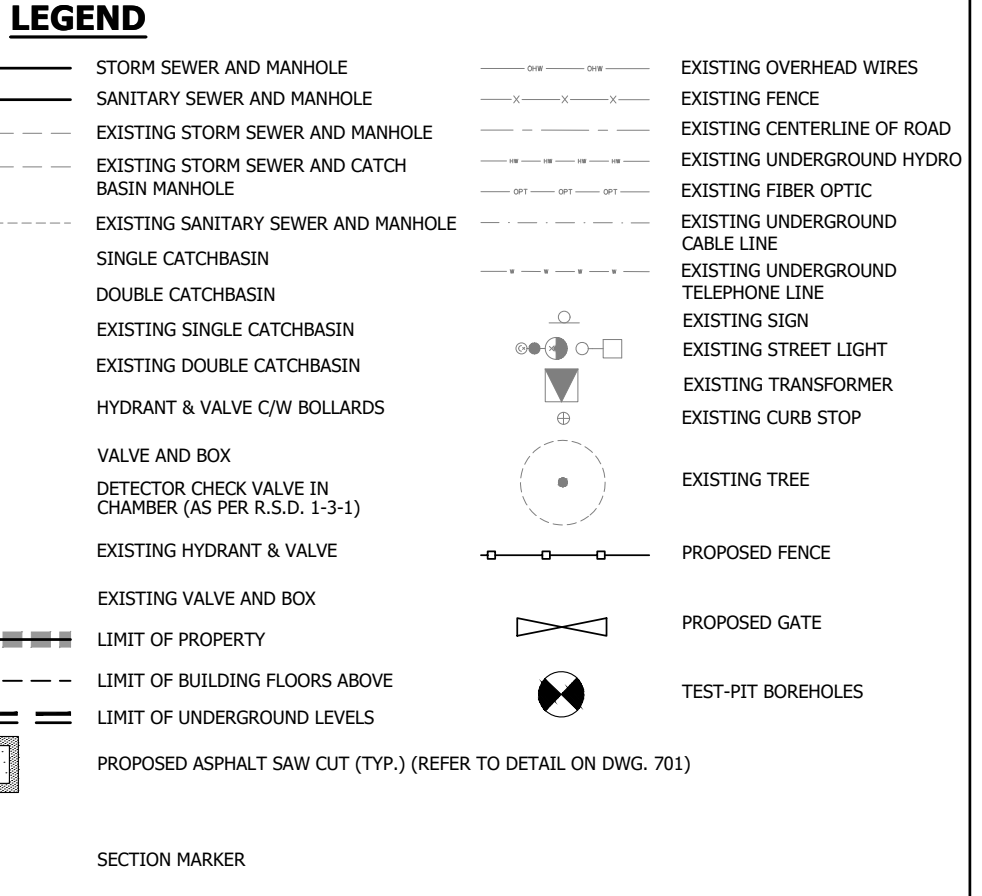 LEGEND
STORM SEWER AND MANHOLE
SANITARY SEWER AND MANHOLE
EXISTING STORM SEWER AND MANHOLE
EXISTING STORM SEWER AND CATCH
BASIN MANHOLE
EXISTING SANITARY SEWER AND MANHOLE
SINGLE CATCHBASIN
DOUBLE CATCHBASIN
EXISTING SINGLE CATCHBASIN
EXISTING DOUBLE CATCHBASIN
HYDRANT & VALVE C/W BOLLARDS
VALVE AND BOX
DETECTOR CHECK VALVE IN
CHAMBER (AS PER R.S.D. 1-3-1)
EXISTING HYDRANT & VALVE
EXISTING VALVE AND BOX
LIMIT OF PROPERTY
LIMIT OF BUILDING FLOORS ABOVE
LIMIT OF UNDERGROUND LEVELS
PROPOSED ASPHALT SAW CUT (TYP.) (REFER TO DETAIL ON DWG. 701)
SECTION MARKER
OHW OHW EXISTING OVERHEAD WIRES
X X X EXISTING FENCE
EXISTING CENTERLINE OF ROAD
HW HW HW HW EXISTING UNDERGROUND HYDRO
OPT OPT OPT EXISTING FIBER OPTIC
EXISTING UNDERGROUND
CABLE LINE
EXISTING UNDERGROUND
TELEPHONE LINE
EXISTING SIGN
EXISTING STREET LIGHT
EXISTING TRANSFORMER
EXISTING CURB STOP
EXISTING TREE
PROPOSED FENCE
PROPOSED GATE
TEST-PIT BOREHOLES